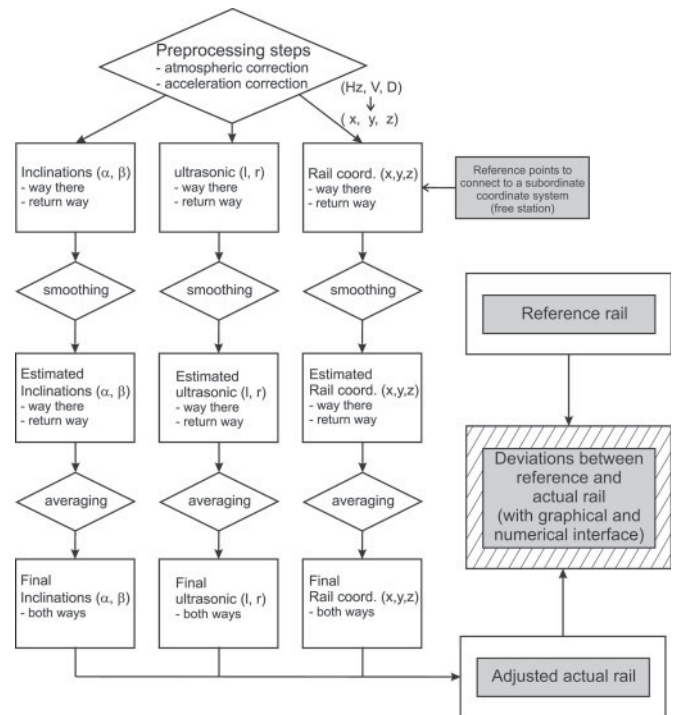 Preprocessing steps
- atmospheric correction
- acceleration correction
(Hz, V, D)
( x, y, z)
Inclinations (α, β)
- way there
- return way
ultrasonic (l, r)
- way there
- return way
Rail coord. (x,y,z)
- way there
- return way
Reference points to
connect to a subordinate
coordinate system
(free station)
smoothing
smoothing
smoothing
Reference rail
Estimated
Inclinations (α, β)
- way there
- return way
Estimated
ultrasonic (l, r)
- way there
- return way
Estimated
Rail coord. (x,y,z)
- way there
- return way
Deviations between
reference and
actual rail
(with graphical and
numerical interface)
averaging
averaging
averaging
Final
Inclinations (α, β)
- both ways
Final
ultrasonic (l, r)
- both ways
Final
Rail coord. (x,y,z)
- both ways
Adjusted actual rail